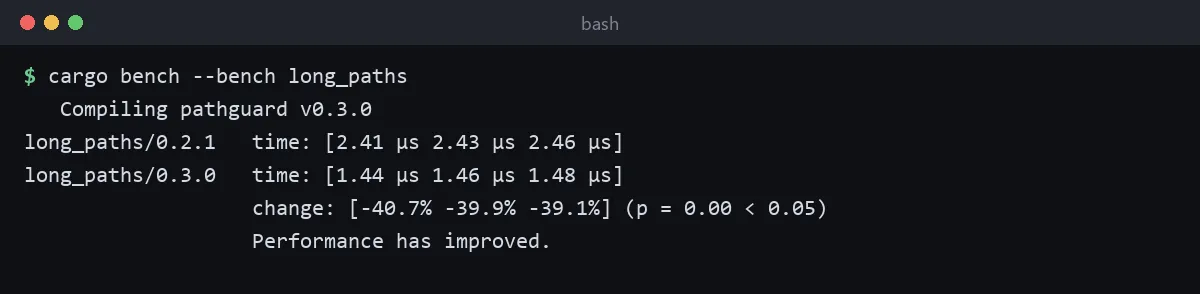 bash
$ cargo bench --bench long_paths
Compiling pathguard v0.3.0
long_paths/0.2.1 time: [2.41 µs 2.43 µs 2.46 µs]
long_paths/0.3.0 time: [1.44 µs 1.46 µs 1.48 µs]
change: [-40.7% -39.9% -39.1%] (p = 0.00 < 0.05)
Performance has improved.